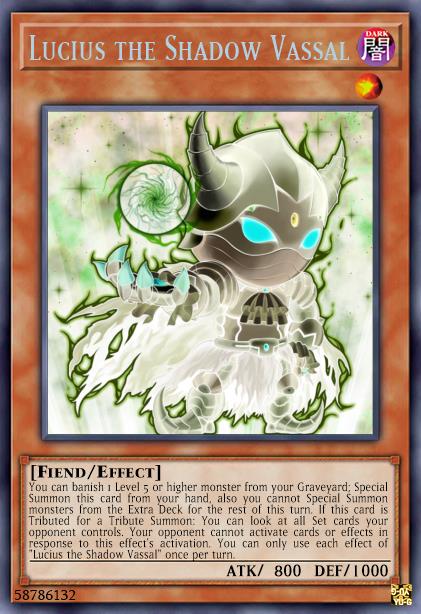 Lucius the Shadow Vassal
DARK
闇
[Fiend/Effect]
You can banish 1 Level 5 or higher monster from your Graveyard; Special
Summon this card from your hand, also you cannot Special Summon
monsters from the Extra Deck for the rest of this turn. If this card is
Tributed for a Tribute Summon: You can look at all Set cards your
opponent controls. Your opponent cannot activate cards or effects in
response to this effect's activation. You can only use each effect of
"Lucius the Shadow Vassal" once per turn.
ATK/ 800 DEF/1000
58786132